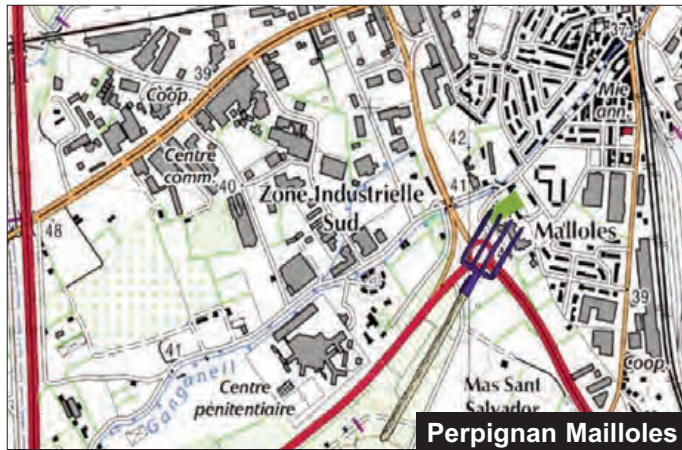 37
39
Coop.
Mie
ann.
42
Centre
comm.
40
41
Zone Industrielle
Sud
Malloles
48
39
41
Ganganeil
Coop.
Centre
pénitentiaire
Mas Sant
Salvador
Perpignan Mailloles